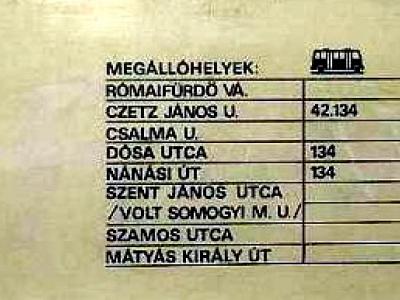 MEGÁLLÓHELYEK:
RÓMAIFÜRDŐ VÁ.
CZETZ JÁNOS U. 42.134
CSALMA U.
DÓSA UTCA 134
NÁNÁSI ÚT 134
SZENT JÁNOS UTCA
/VOLT SOMOGYI M. U./
SZAMOS UTCA
MÁTYÁS KIRÁLY ÚT